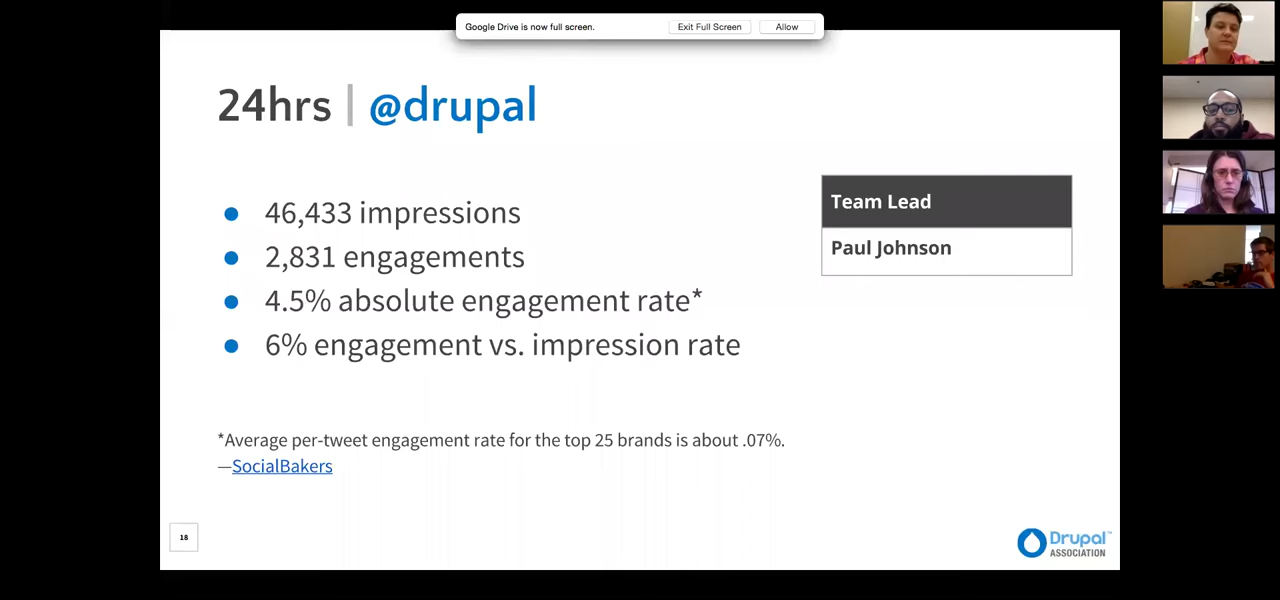 Google Drive is now full screen. Exit Full Screen Allow
24hrs | @drupal
● 46,433 impressions
● 2,831 engagements
● 4.5% absolute engagement rate*
● 6% engagement vs. impression rate
Team Lead
Paul Johnson
*Average per-tweet engagement rate for the top 25 brands is about .07%.
—SocialBakers
18
Drupal™
ASSOCIATION